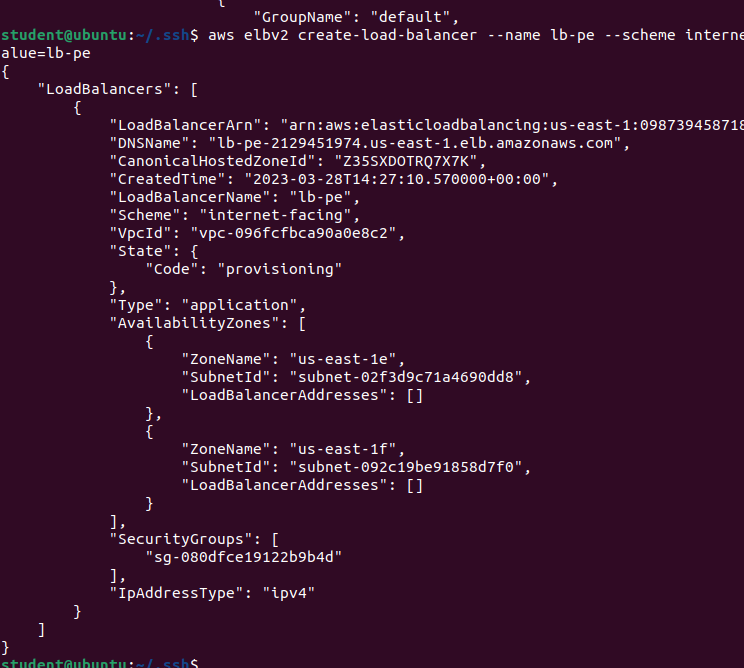 {
"GroupName": "default",
student@ubuntu:~/.ssh$ aws elbv2 create-load-balancer --name lb-pe --scheme interne
alue=lb-pe
{
"LoadBalancers": [
{
"LoadBalancerArn": "arn:aws:elasticloadbalancing:us-east-1:098739458718
"DNSName": "lb-pe-2129451974.us-east-1.elb.amazonaws.com",
"CanonicalHostedZoneId": "Z35SXDOTRQ7X7K",
"CreatedTime": "2023-03-28T14:27:10.570000+00:00",
"LoadBalancerName": "lb-pe",
"Scheme": "internet-facing",
"VpcId": "vpc-096fcfbca90a0e8c2",
"State": {
"Code": "provisioning"
},
"Type": "application",
"AvailabilityZones": [
{
"ZoneName": "us-east-1e",
"SubnetId": "subnet-02f3d9c71a4690dd8",
"LoadBalancerAddresses": []
},
{
"ZoneName": "us-east-1f",
"SubnetId": "subnet-092c19be91858d7f0",
"LoadBalancerAddresses": []
}
],
"SecurityGroups": [
"sg-080dfce19122b9b4d"
],
"IpAddressType": "ipv4"
}
]
}
student@ubuntu:~/.ssh$